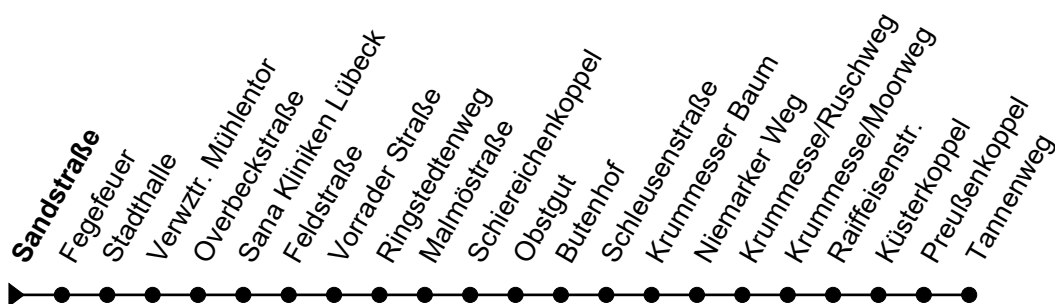 Sandstraße
Fegefeuer
Stadthalle
Verwztr. Mühlentor
Overbeckstraße
Sana Kliniken Lübeck
Feldstraße
Vorrader Straße
Ringstedtenweg
Malmöstraße
Schiereichenkoppel
Obstgut
Butenhof
Schleusenstraße
Krummesser Baum
Niemarker Weg
Krummesse/Ruschweg
Krummesse/Moorweg
Raiffeisenstr.
Küsterkoppel
Preußenkoppel
Tannenweg